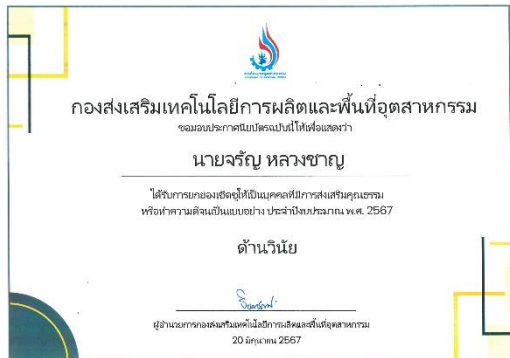 กองส่งเสริมเทคโนโลยีการผลิตและพื้นที่อุตสาหกรรม
ขอมอบประกาศนียบัตรฉบับนี้ให้เพื่อแสดงว่า
นายจรัญ หลวงชาญ
ได้รับการยกย่องเชิดชูให้เป็นบุคคลที่มีการส่งเสริมคุณธรรม
หรือทำความดีจนเป็นแบบอย่าง ประจำปีงบประมาณ พ.ศ. 2567
ด้านวินัย
ผู้อำนวยการกองส่งเสริมเทคโนโลยีการผลิตและพื้นที่อุตสาหกรรม
20 มิถุนายน 2567